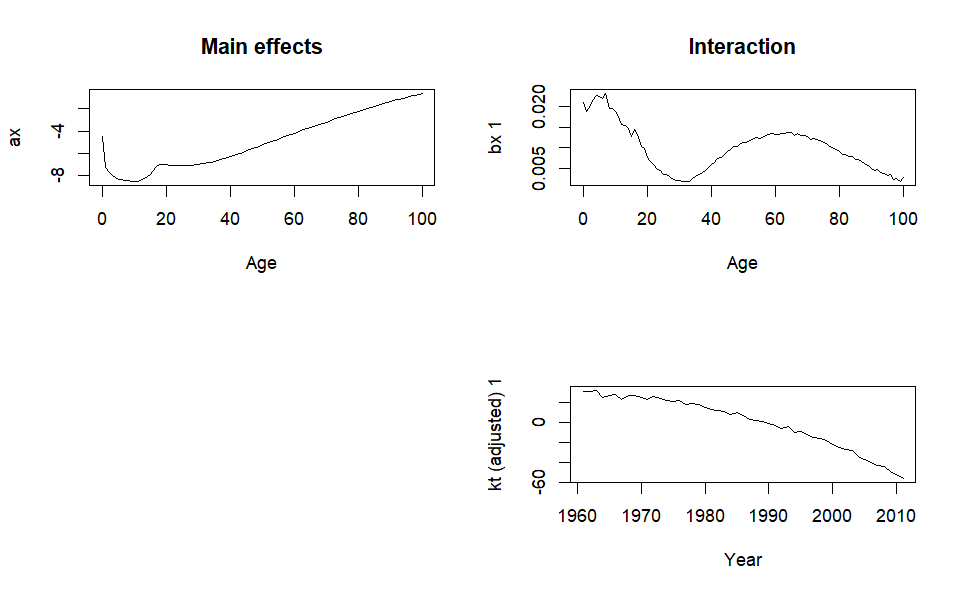 Main effects
ax
-4
-8
0 20 40 60 80 100
Age
Interaction
bx 1
0.020
0.005
0 20 40 60 80 100
Age
kt (adjusted) 1
0
-60
1960 1970 1980 1990 2000 2010
Year